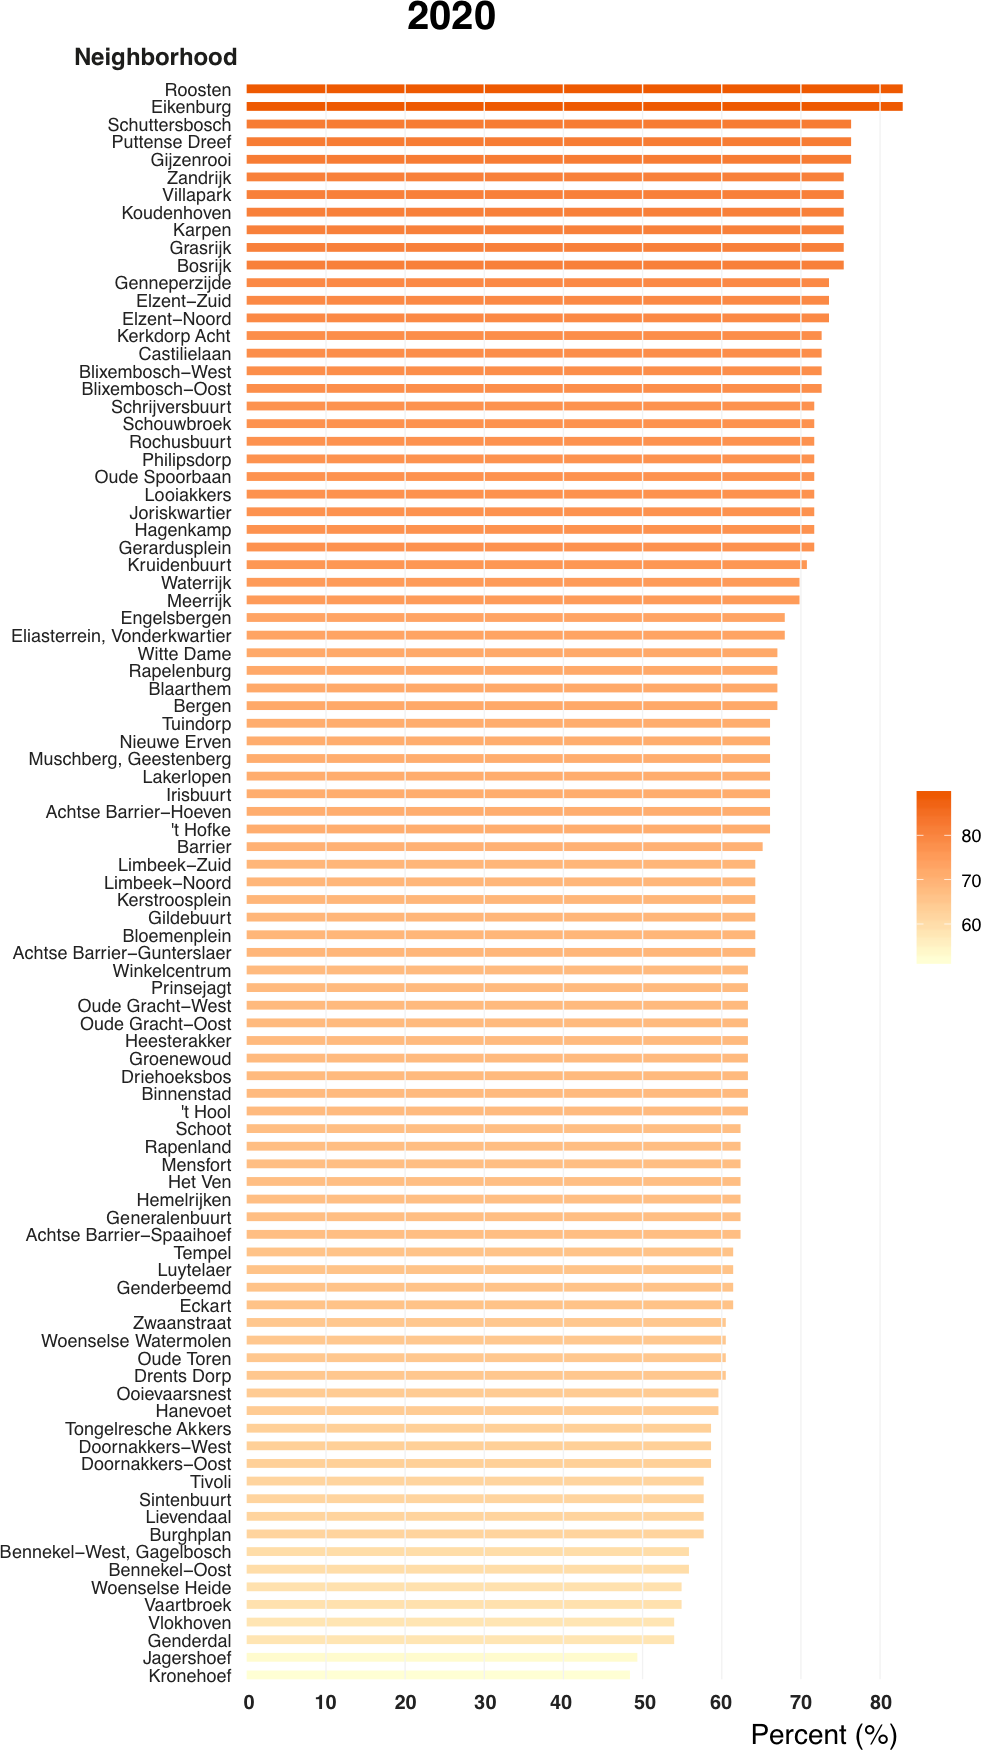 2020
Neighborhood
Roosten
Eikenburg
Schuttersbosch
Puttense Dreef
Gijzenrooi
Zandrijk
Villapark
Koudenhoven
Karpen
Grasrijk
Bosrijk
Genneperzijde
Elzent−Zuid
Elzent−Noord
Kerkdorp Acht
Castilielaan
Blixembosch−West
Blixembosch−Oost
Schrijversbuurt
Schouwbroek
Rochusbuurt
Philipsdorp
Oude Spoorbaan
Looiakkers
Joriskwartier
Hagenkamp
Gerardusplein
Kruidenbuurt
Waterrijk
Meerrijk
Engelsbergen
Eliasterrein, Vonderkwartier
Witte Dame
Rapelenburg
Blaarthem
Bergen
Tuindorp
Nieuwe Erven
Muschberg, Geestenberg
Lakerlopen
Irisbuurt
Achtse Barrier−Hoeven
't Hofke
Barrier
Limbeek−Zuid
Limbeek−Noord
Kerstroosplein
Gildebuurt
Bloemenplein
Achtse Barrier−Gunterslaer
Winkelcentrum
Prinsejagt
Oude Gracht−West
Oude Gracht−Oost
Heesterakker
Groenewoud
Driehoeksbos
Binnenstad
't Hool
Schoot
Rapenland
Mensfort
Het Ven
Hemelrijken
Generalenbuurt
Achtse Barrier−Spaaihoef
Tempel
Luytelaer
Genderbeemd
Eckart
Zwaanstraat
Woenselse Watermolen
Oude Toren
Drents Dorp
Ooievaarsnest
Hanevoet
Tongelresche Akkers
Doornakkers−West
Doornakkers−Oost
Tivoli
Sintenbuurt
Lievendaal
Burghplan
Bennekel−West, Gagelbosch
Bennekel−Oost
Woenselse Heide
Vaartbroek
Vlokhoven
Genderdal
Jagershoef
Kronehoef
0 10 20 30 40 50 60 70 80
Percent (%)
80
70
60